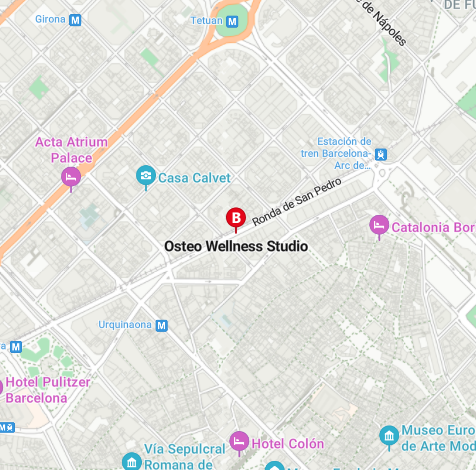 DE FU
Girona M
Tetuan M
e de Nápoles
Estación de
tren Barcelona-
Arc de…
Acta Atrium
Palace
Casa Calvet
Ronda de San Pedro
B
Catalonia Bor
Osteo Wellness Studio
Urquinaona M
a M
Hotel Pulitzer
Barcelona
M
Museo Euro
de Arte Mod
Hotel Colón
Vía Sepulcral
Romana de